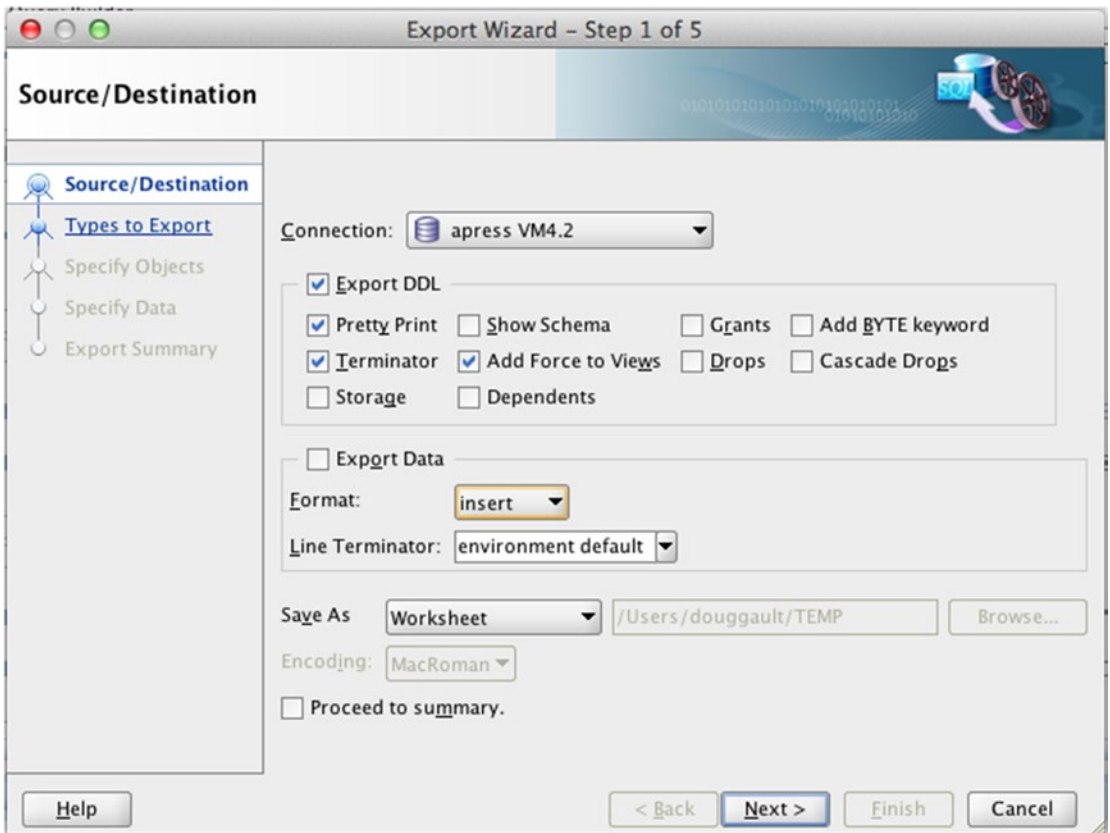 Export Wizard – Step 1 of 5
Source/Destination
SQL
0101010101010101010101010101
01010101010
Source/Destination
Types to Export
Specify Objects
Specify Data
Export Summary
Connection: apress VM4.2
Export DDL
Pretty Print Show Schema Grants Add BYTE keyword
Terminator Add Force to Views Drops Cascade Drops
Storage Dependents
Export Data
Format: insert
Line Terminator: environment default
Save As Worksheet /Users/douggault/TEMP Browse...
Encoding: MacRoman
Proceed to summary.
Help < Back Next > Finish Cancel